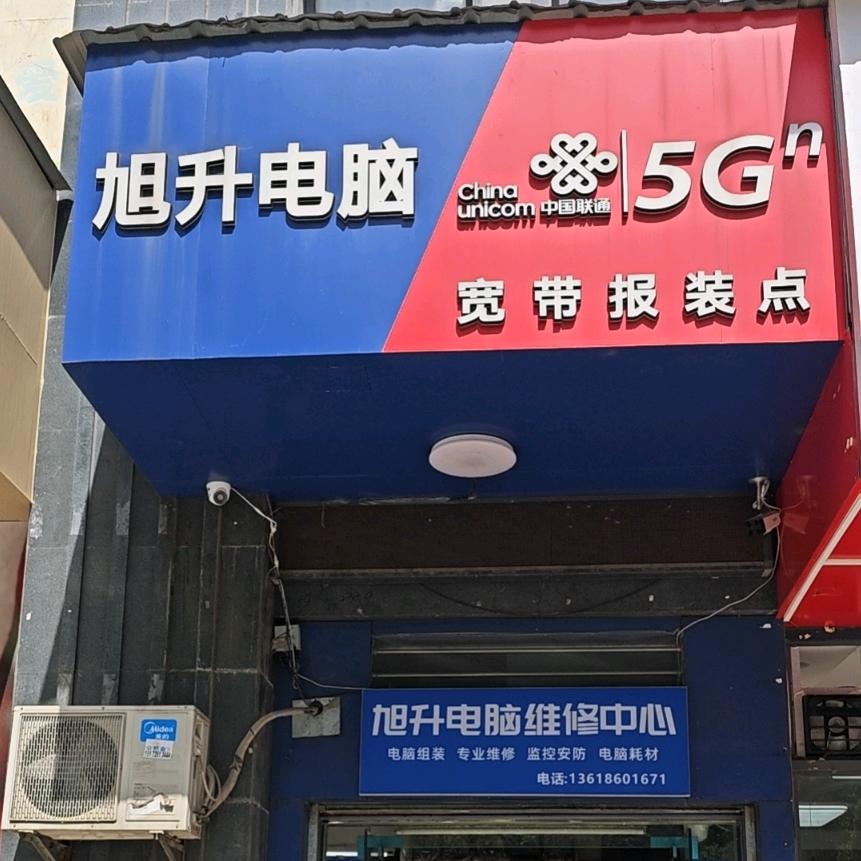 旭升电脑
China
unicom 中国联通
5Gⁿ
宽带报装点
旭升电脑维修中心
电脑组装 专业维修 监控安防 电脑耗材
电话:13618601671
Midea
美的